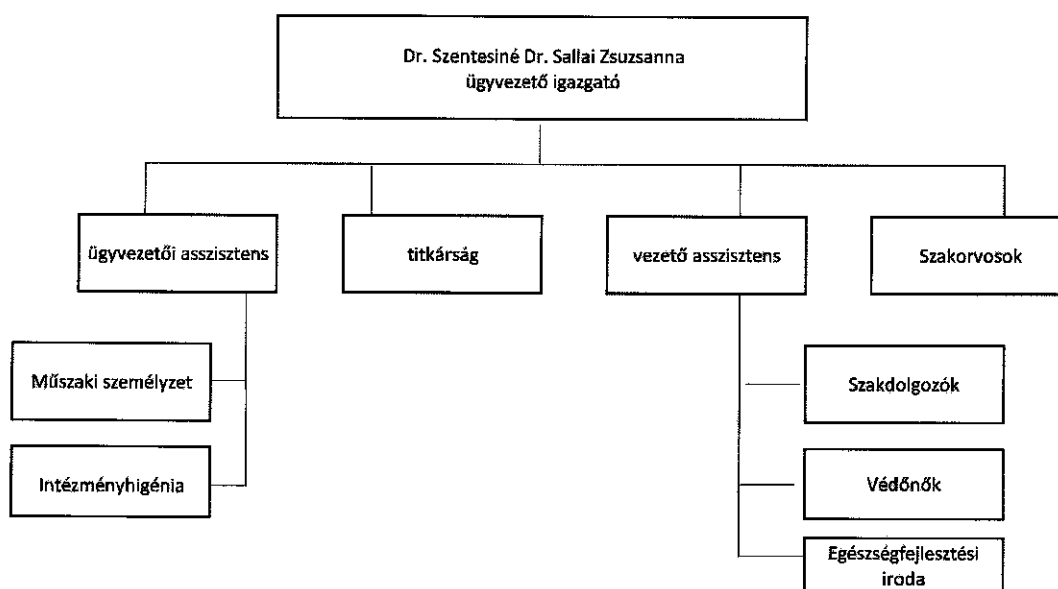 Dr. Szentesiné Dr. Sallai Zsuzsanna
ügyvezető igazgató
ügyvezetői asszisztens
titkárság
vezető asszisztens
Szakorvosok
Műszaki személyzet
Szakdolgozók
Intézményhigénia
Védőnők
Egészségfejlesztési
iroda